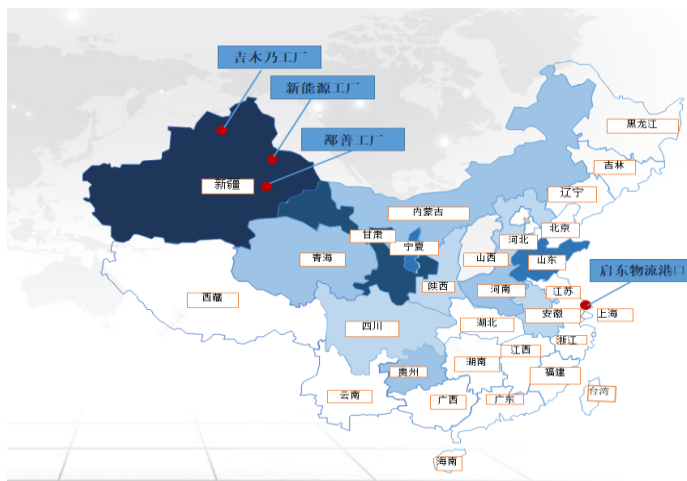 吉木乃工厂
新能源工厂
鄯善工厂
黑龙江
吉林
新疆
辽宁
内蒙古
北京
甘肃
河北
宁夏
青海
山西
山东
启东物流港口
陕西
河南
江苏
西藏
安徽
上海
四川
湖北
浙江
江西
湖南
贵州
福建
台湾
云南
广西
广东
海南